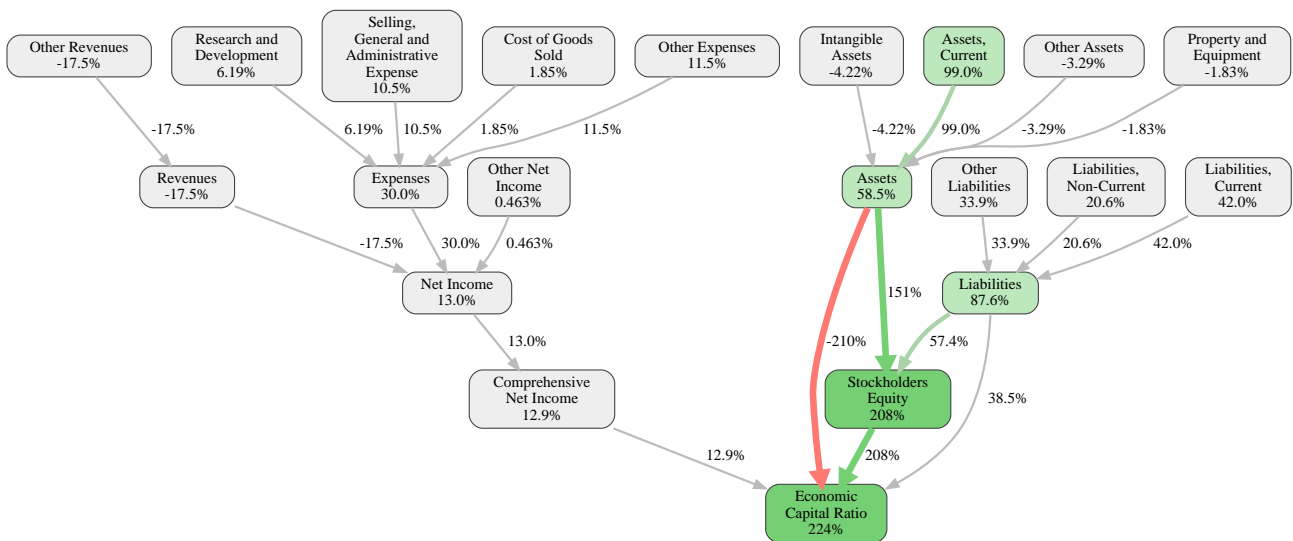 Other Revenues
-17.5%
Research and
Development
6.19%
Selling,
General and
Administrative
Expense
10.5%
Cost of Goods
Sold
1.85%
Other Expenses
11.5%
Intangible
Assets
-4.22%
Assets,
Current
99.0%
Other Assets
-3.29%
Property and
Equipment
-1.83%
-17.5%
6.19%
10.5%
1.85%
11.5%
-4.22%
99.0%
-3.29%
-1.83%
Revenues
-17.5%
Expenses
30.0%
Other Net
Income
0.463%
Assets
58.5%
Other
Liabilities
33.9%
Liabilities,
Non-Current
20.6%
Liabilities,
Current
42.0%
-17.5%
30.0%
0.463%
33.9%
20.6%
42.0%
Net Income
13.0%
151%
Liabilities
87.6%
13.0%
-210%
57.4%
Comprehensive
Net Income
12.9%
Stockholders
Equity
208%
38.5%
12.9%
208%
Economic
Capital Ratio
224%